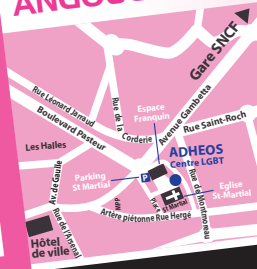 Gare SNCF
Rue Léonard Jarraud
Boulevard Pasteur
Rue de la
Corderie
Espace
Franquin
Avenue Gambetta
Rue Saint-Roch
Les Halles
ADHEOS
Centre LGBT
Parking
St Martial
P
Av. de Gaulle
Rue de l'Arsenal
Place
St Martial
Rue de Montmoreau
Eglise
St-Martial
Artère piétonne Rue Hergé
Hôtel
de ville